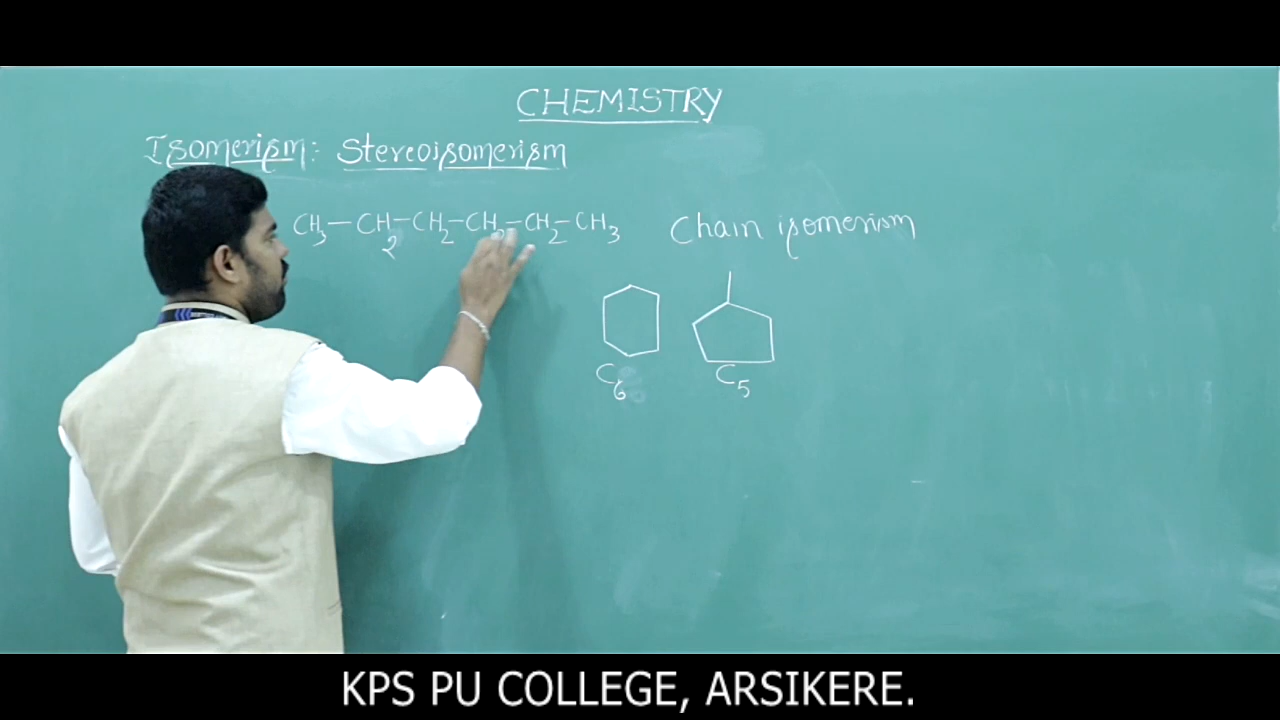 CHEMISTRY
Isomerism: Stereoisomerism
CH3—CH2—CH2—CH2—CH2—CH3 Chain isomerism
C6 C5
KPS PU COLLEGE, ARSIKERE.